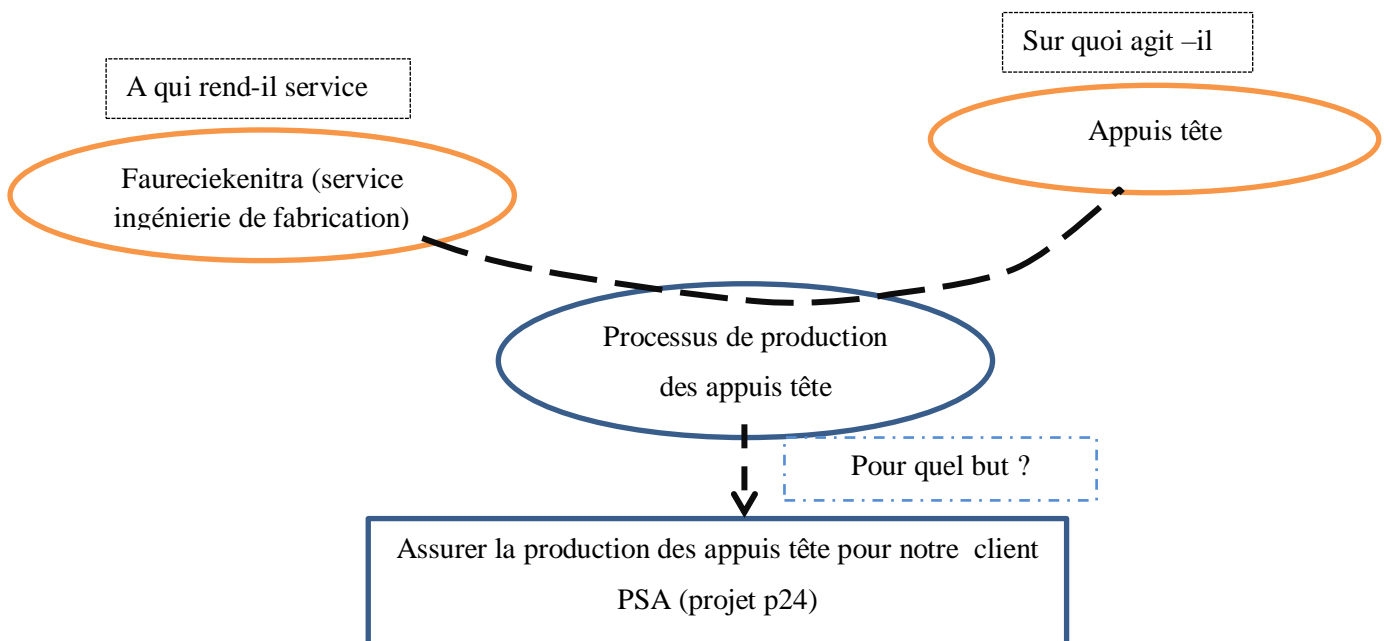 Sur quoi agit –il
A qui rend-il service
Appuis tête
Faureciekenitra (service
ingénierie de fabrication)
Processus de production
des appuis tête
Pour quel but ?
Assurer la production des appuis tête pour notre client
PSA (projet p24)